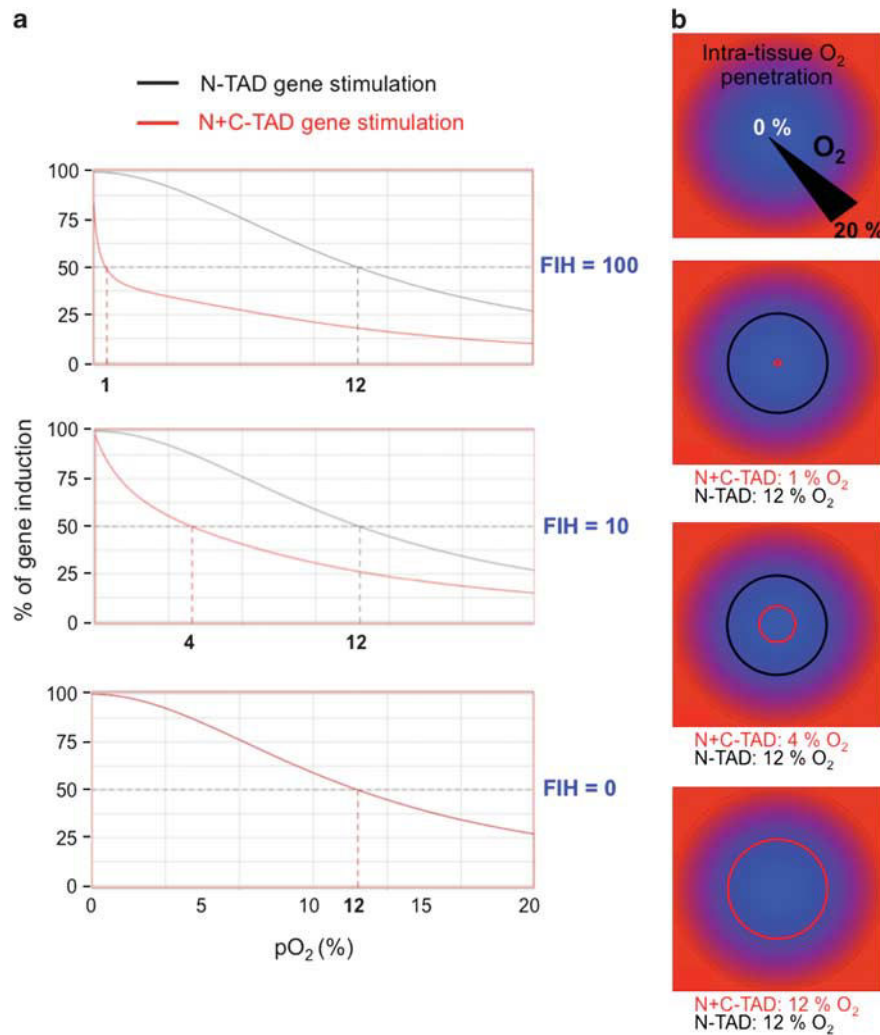 a
N-TAD gene stimulation
N+C-TAD gene stimulation
% of gene induction
100
75
50
25
0
1
12
FIH = 100
100
75
50
25
0
4
12
FIH = 10
100
75
50
25
0
0
5
10
12
15
20
FIH = 0
pO₂ (%)
b
Intra-tissue O₂
penetration
0 %
O₂
20 %
N+C-TAD: 1 % O₂
N-TAD: 12 % O₂
N+C-TAD: 4 % O₂
N-TAD: 12 % O₂
N+C-TAD: 12 % O₂
N-TAD: 12 % O₂